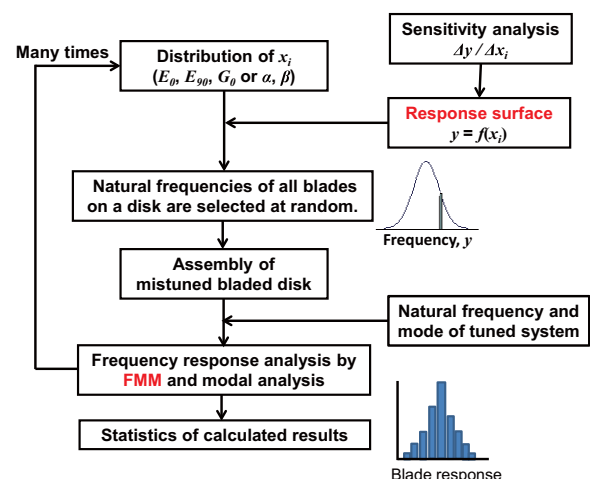 Many times
Distribution of xi
(E0, E90, G0 or α, β)
Sensitivity analysis
Δy / Δxi
Response surface
y = f(xi)
Natural frequencies of all blades
on a disk are selected at random.
Frequency, y
Assembly of
mistuned bladed disk
Natural frequency and
mode of tuned system
Frequency response analysis by
FMM and modal analysis
Statistics of calculated results
Blade response